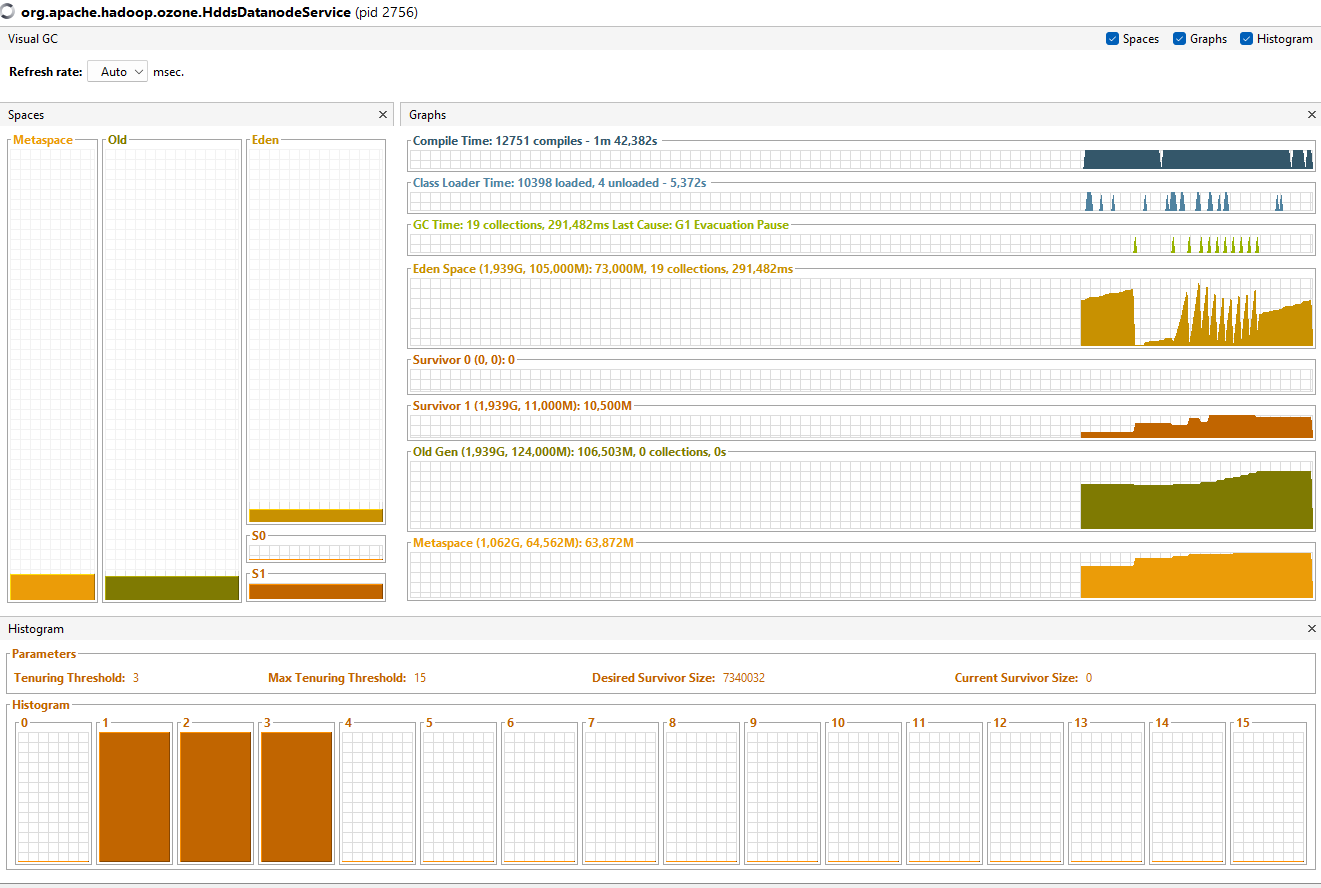 org.apache.hadoop.ozone.HddsDatanodeService (pid 2756)
Visual GC
Spaces Graphs Histogram
Refresh rate: Auto msec.
Spaces
Metaspace Old Eden
S0
S1
Graphs
Compile Time: 12751 compiles - 1m 42,382s
Class Loader Time: 10398 loaded, 4 unloaded - 5,372s
GC Time: 19 collections, 291,482ms Last Cause: G1 Evacuation Pause
Eden Space (1,939G, 105,000M): 73,000M, 19 collections, 291,482ms
Survivor 0 (0, 0): 0
Survivor 1 (1,939G, 11,000M): 10,500M
Old Gen (1,939G, 124,000M): 106,503M, 0 collections, 0s
Metaspace (1,062G, 64,562M): 63,872M
Histogram
Parameters
Tenuring Threshold: 3 Max Tenuring Threshold: 15 Desired Survivor Size: 7340032 Current Survivor Size: 0
Histogram
0 1 2 3 4 5 6 7 8 9 10 11 12 13 14 15